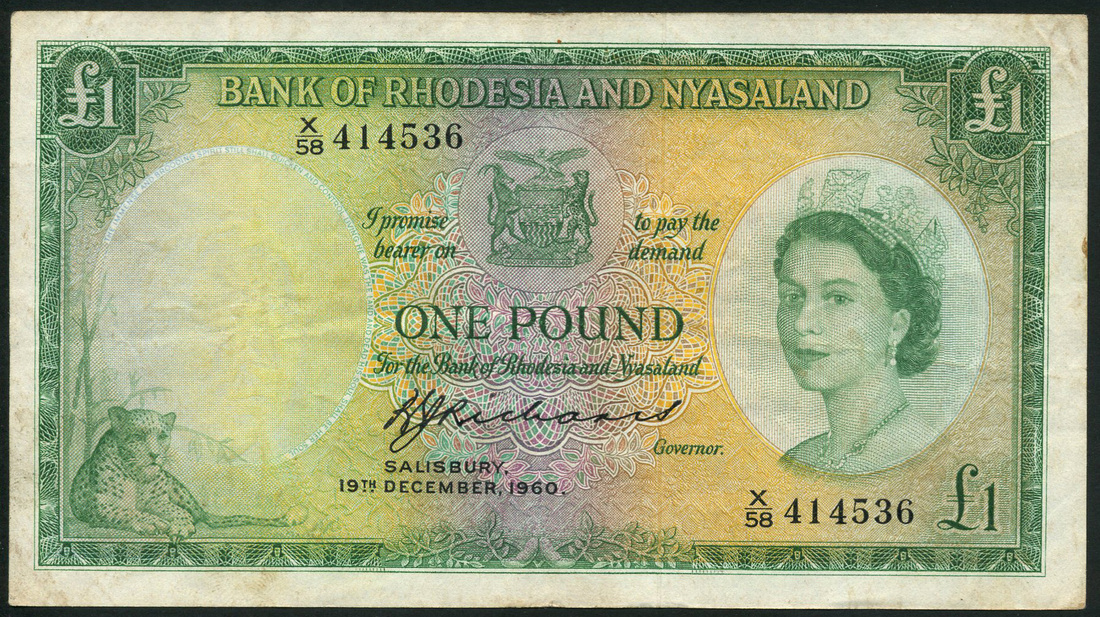 £1
BANK OF RHODESIA AND NYASALAND
£1
X/58 414536
I promise to pay the
bearer on demand
ONE POUND
For the Bank of Rhodesia and Nyasaland
Governor.
SALISBURY,
19TH DECEMBER, 1960.
X/58 414536 £1